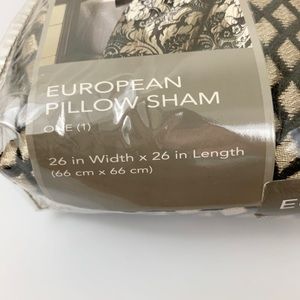 EUROPEAN
PILLOW SHAM
ONE (1)
26 in Width x 26 in Length
(66 cm x 66 cm)